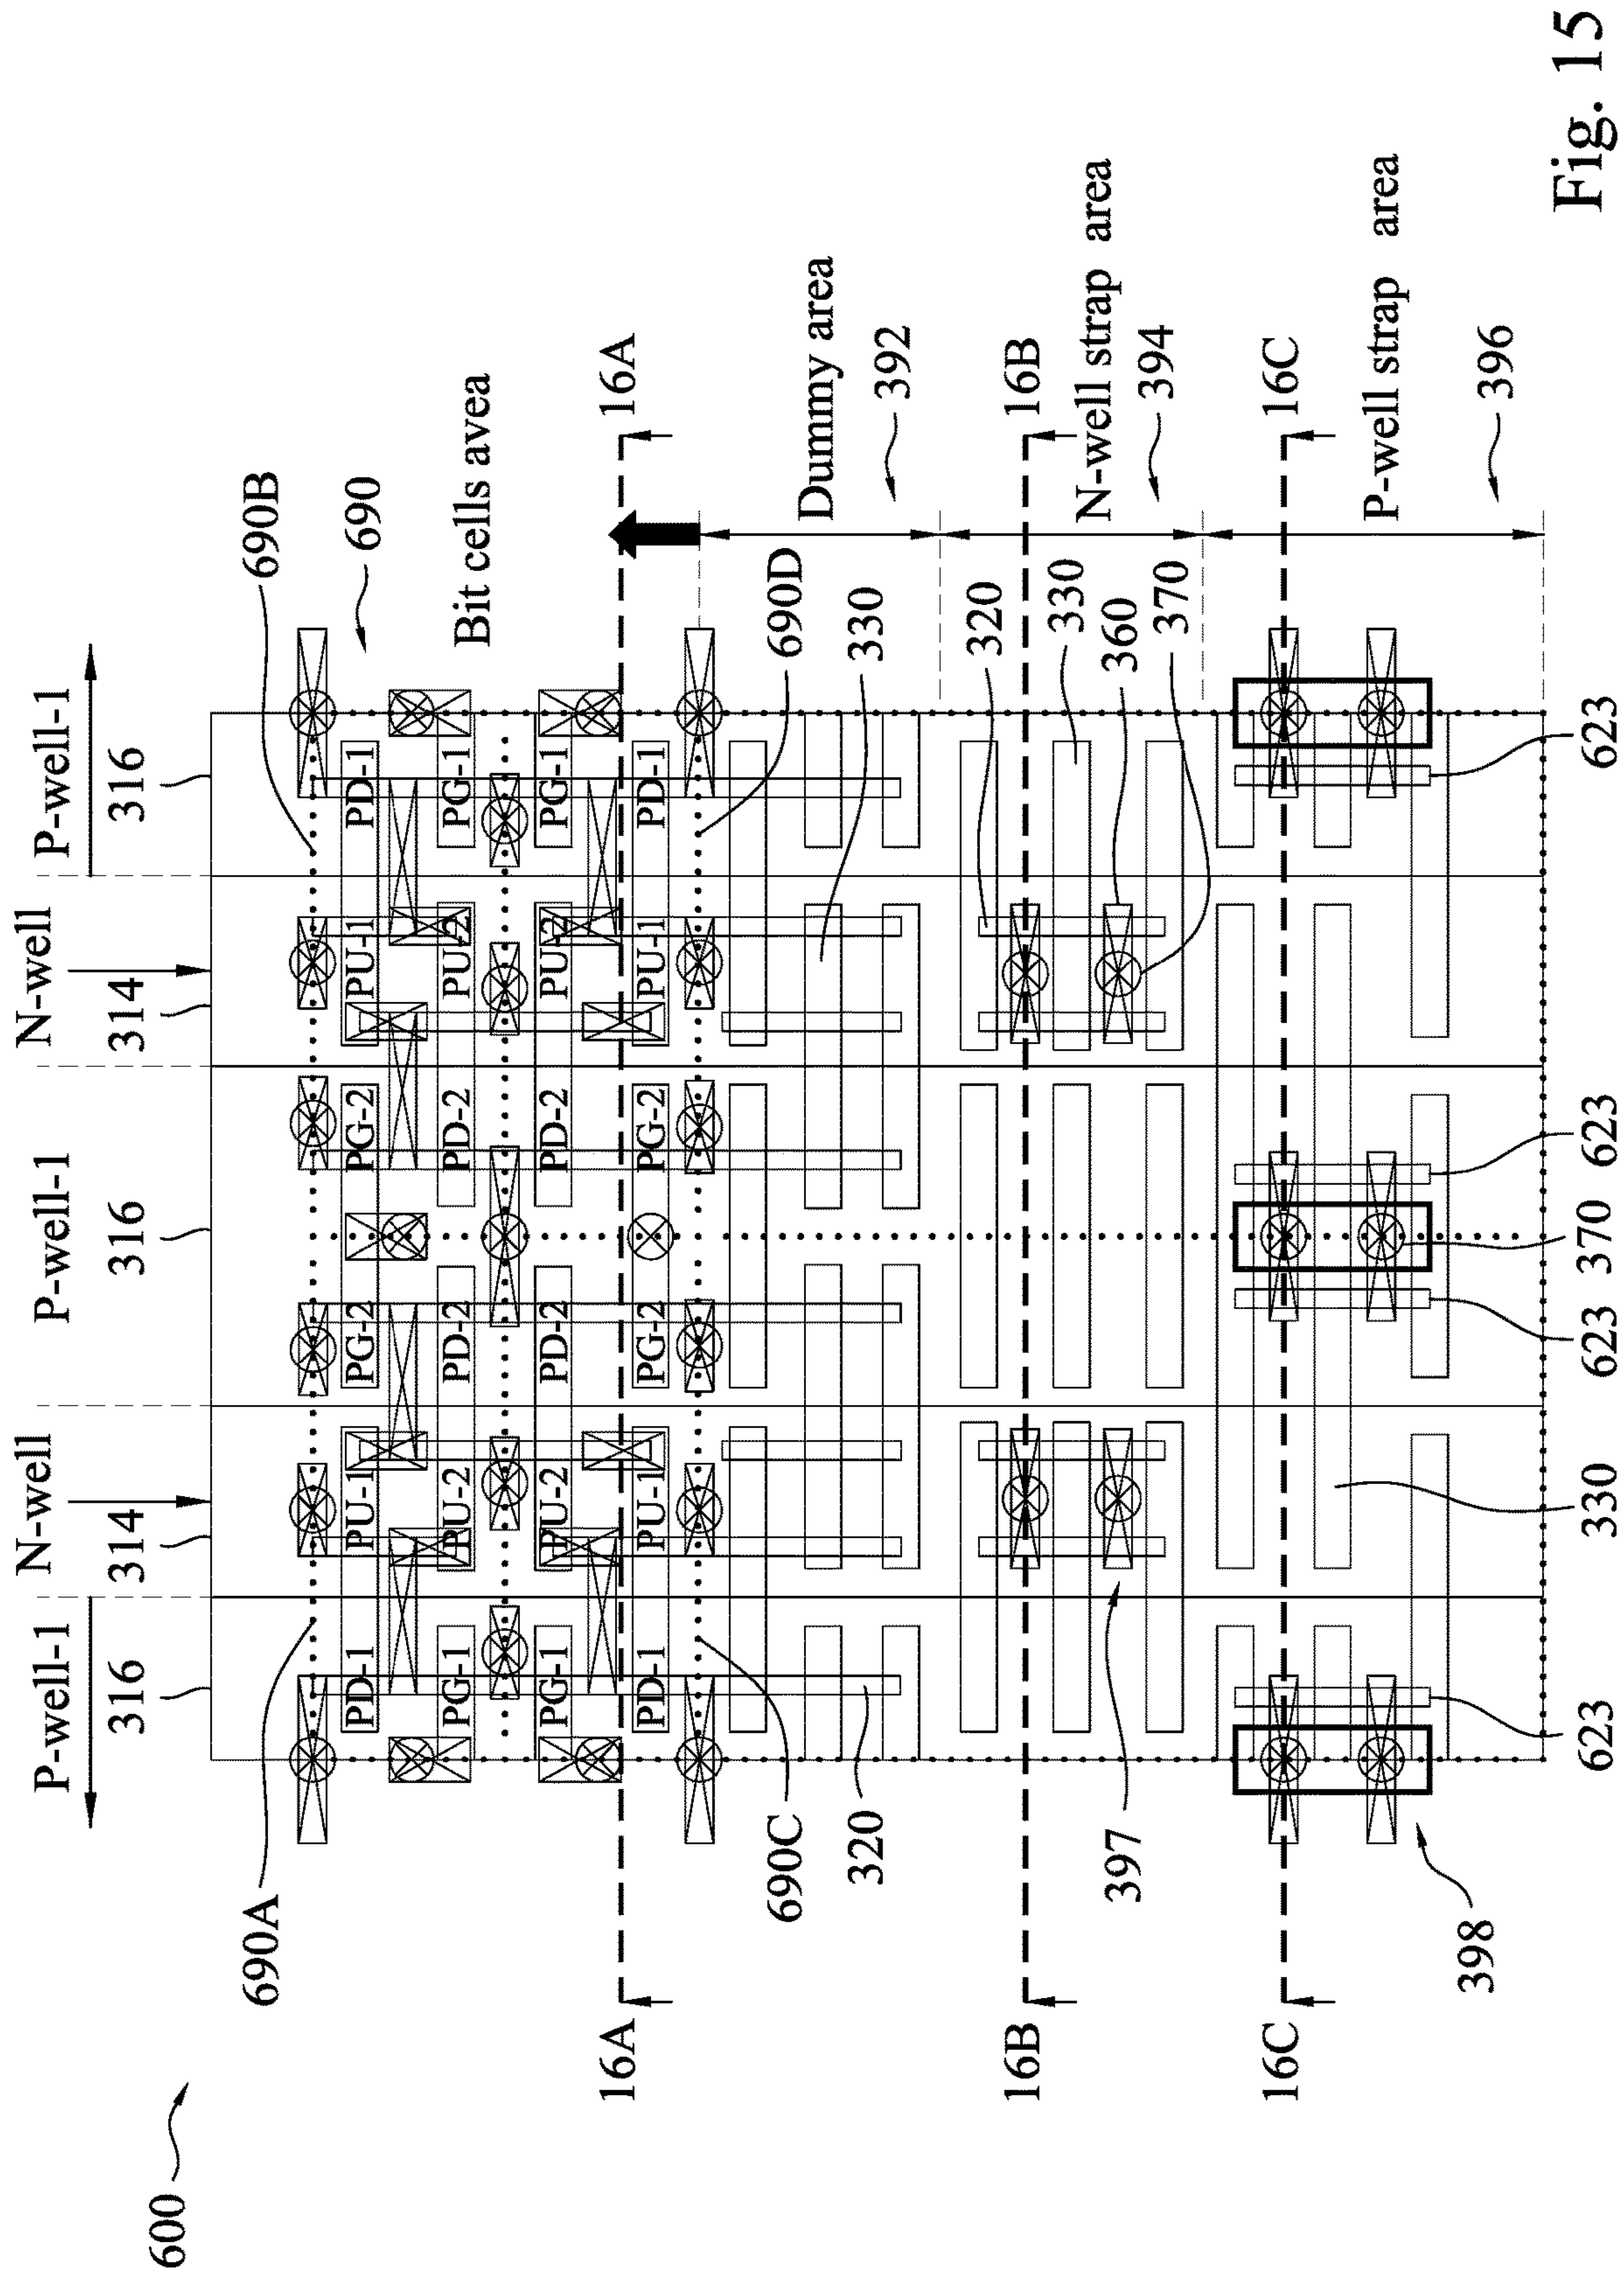 600
P-well-1
N-well
P-well-1
N-well
P-well-1
316
314
316
314
316
690A
690B
690
PD-1 PU-1 PG-2 PG-2 PU-1 PD-1
PG-1 PU-2 PD-2 PD-2 PU-2 PG-1
Bit cells avea
PG-1 PU-2 PD-2 PD-2 PU-2 PG-1
16A
16A
PD-1 PU-1 PG-2 PG-2 PU-1 PD-1
690C
690D
Dummy area
320
330
392
320
16B
16B
330
N-well strap area
397
360
394
370
16C
16C
P-well strap area
398
396
623
330
623
370
623
623
Fig. 15